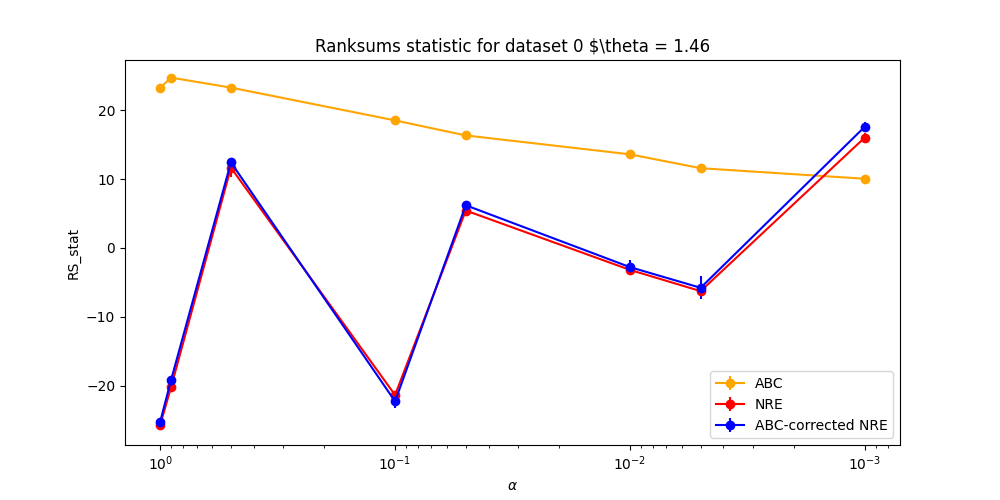 Ranksums statistic for dataset 0 $\theta = 1.46
RS_stat
20
10
0
−10
−20
10⁰
10⁻¹
10⁻²
10⁻³
α
ABC
NRE
ABC-corrected NRE